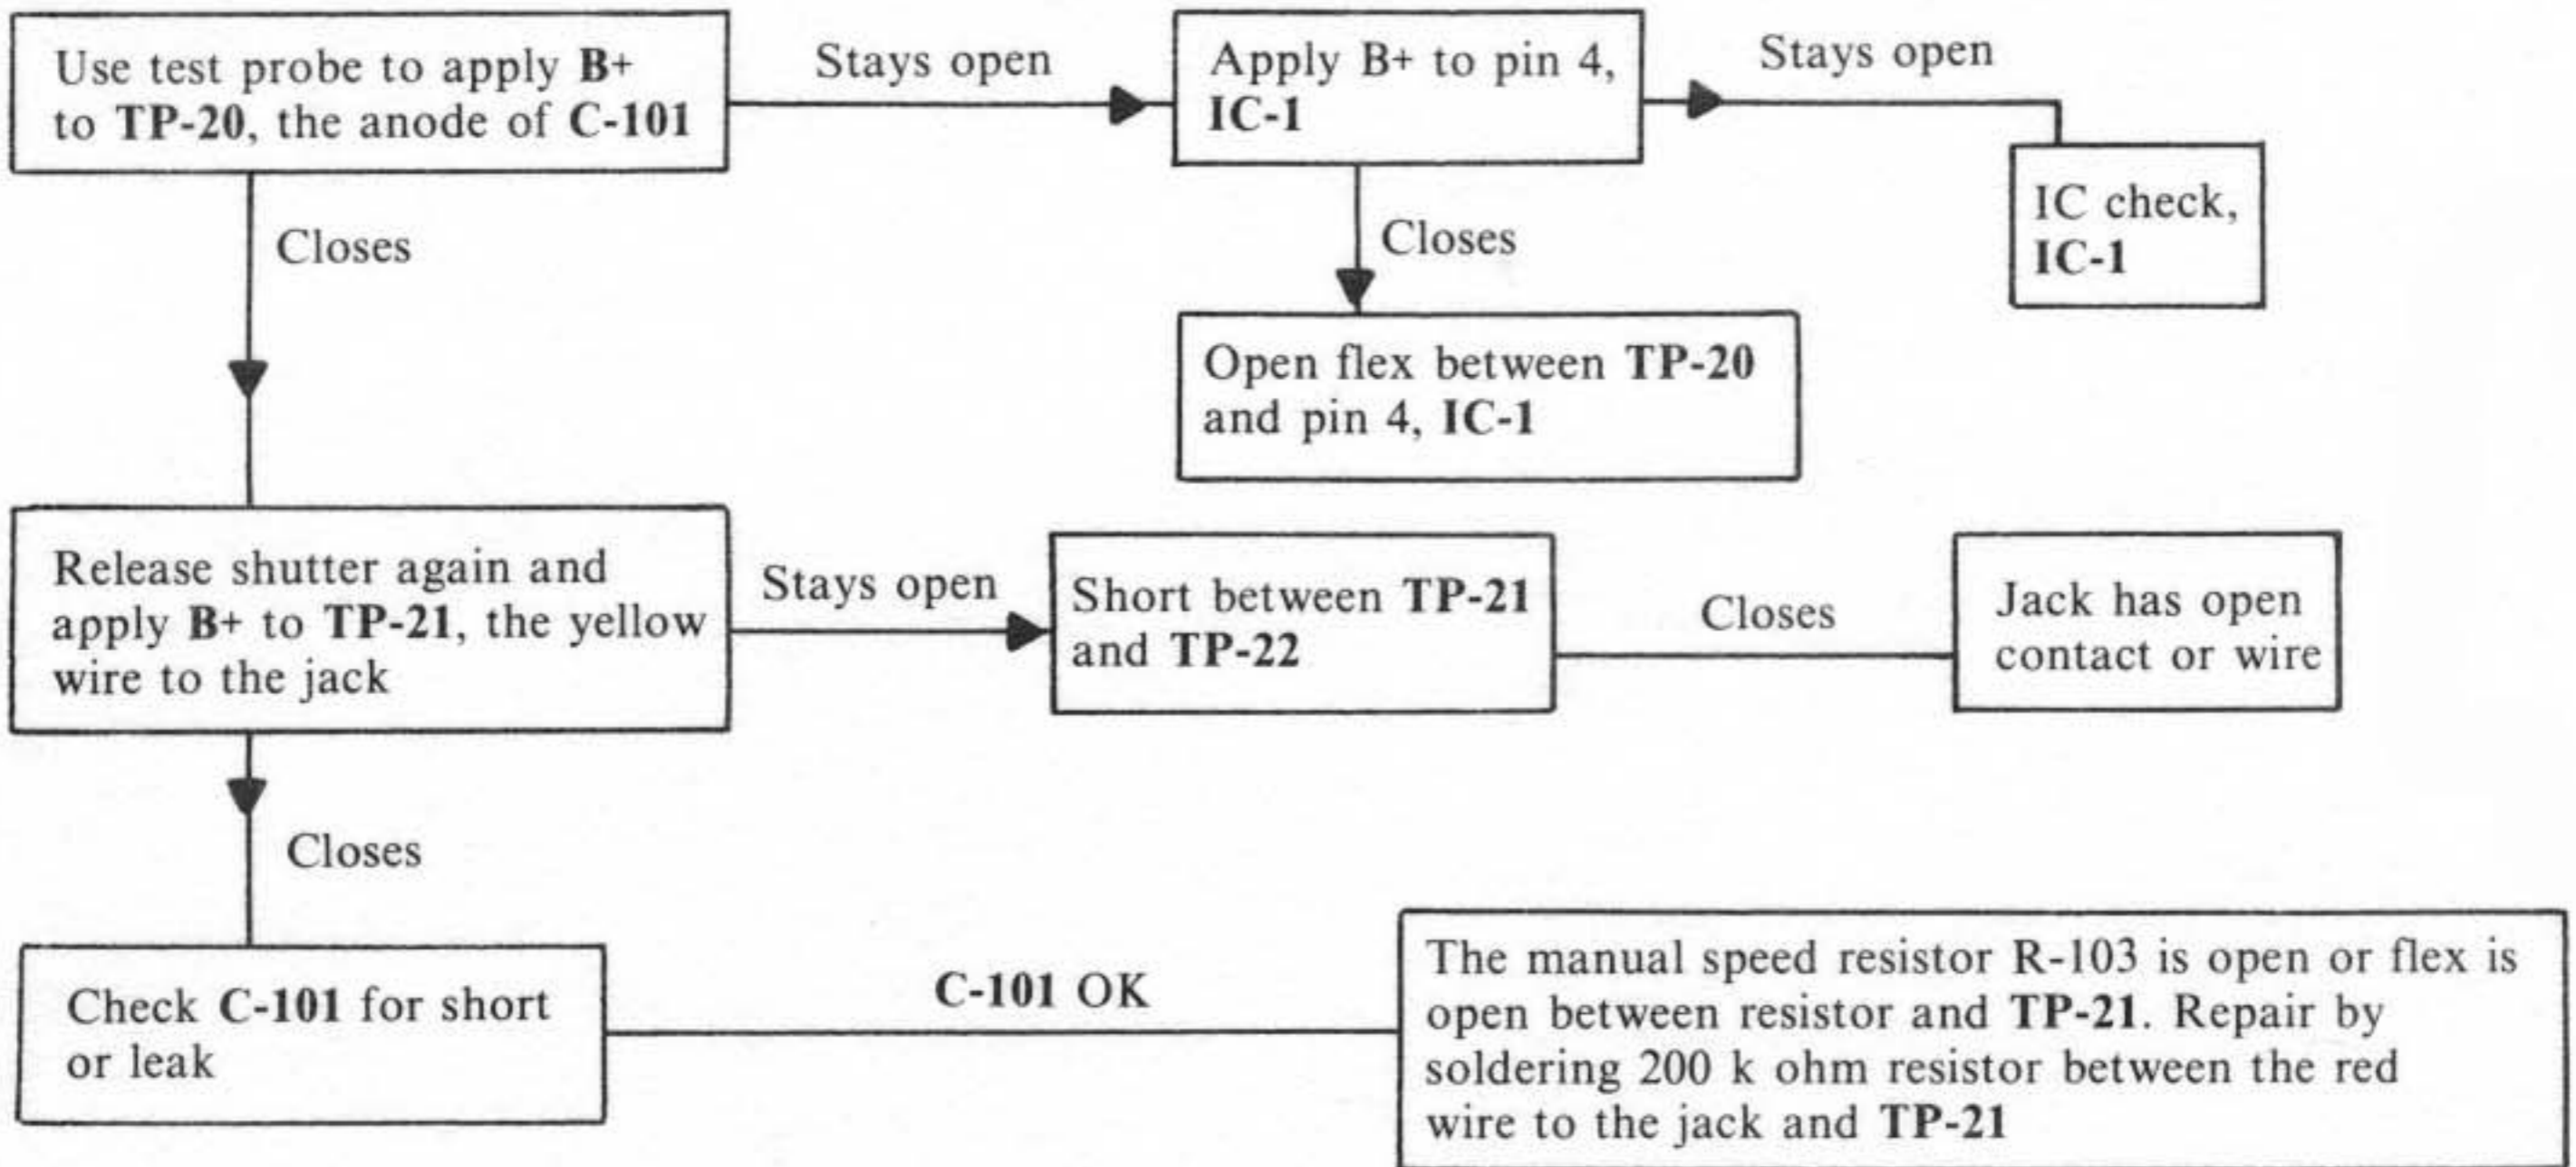 Use test probe to apply B+
to TP-20, the anode of C-101
Stays open
Apply B+ to pin 4,
IC-1
Stays open
IC check,
IC-1
Closes
Closes
Open flex between TP-20
and pin 4, IC-1
Release shutter again and
apply B+ to TP-21, the yellow
wire to the jack
Stays open
Short between TP-21
and TP-22
Closes
Jack has open
contact or wire
Closes
Check C-101 for short
or leak
C-101 OK
The manual speed resistor R-103 is open or flex is
open between resistor and TP-21. Repair by
soldering 200 k ohm resistor between the red
wire to the jack and TP-21